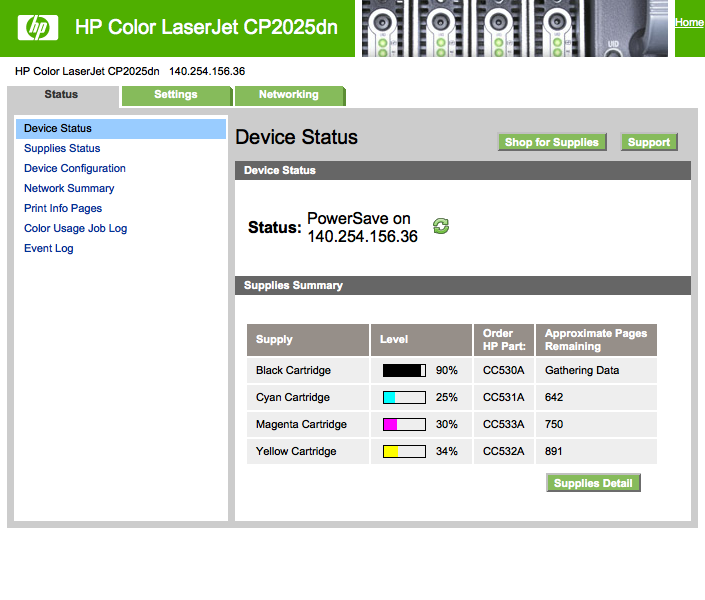 hp HP Color LaserJet CP2025dn
UID
Home
HP Color LaserJet CP2025dn 140.254.156.36
Status Settings Networking
Device Status
Supplies Status
Device Configuration
Network Summary
Print Info Pages
Color Usage Job Log
Event Log
Device Status Shop for Supplies Support
Device Status
Status: PowerSave on
140.254.156.36
Supplies Summary
Supply Level Order
HP Part: Approximate Pages
Remaining
Black Cartridge 90% CC530A Gathering Data
Cyan Cartridge 25% CC531A 642
Magenta Cartridge 30% CC533A 750
Yellow Cartridge 34% CC532A 891
Supplies Detail